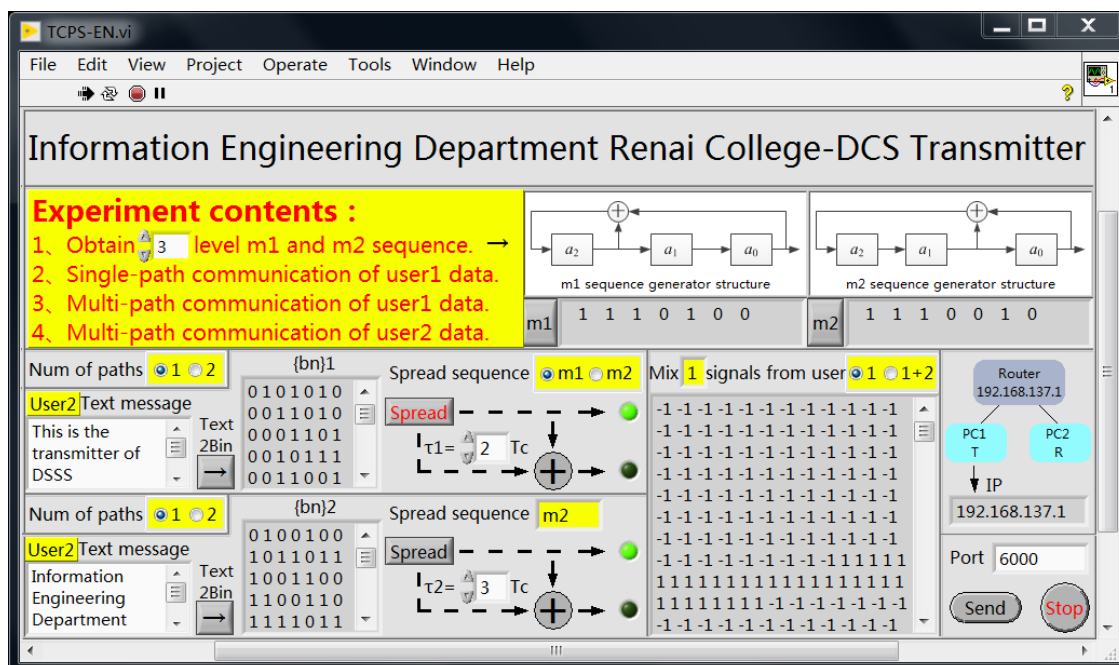 TCPS-EN.vi
File Edit View Project Operate Tools Window Help
1
Information Engineering Department Renai College-DCS Transmitter
Experiment contents :
1、Obtain 3 level m1 and m2 sequence. →
2、Single-path communication of user1 data.
3、Multi-path communication of user1 data.
4、Multi-path communication of user2 data.
a2 a1 a0
m1 sequence generator structure
m1 1 1 1 0 1 0 0
a2 a1 a0
m2 sequence generator structure
m2 1 1 1 0 0 1 0
Num of paths 1 2
User2 Text message
This is the
transmitter of
DSSS
Text
2Bin
{bn}1
0101010
0011010
0001101
0010111
0011001
Spread sequence m1 m2
Spread
τ1= 2 Tc
Num of paths 1 2
User2 Text message
Information
Engineering
Department
Text
2Bin
{bn}2
0100100
1011011
1001100
1100110
1111011
Spread sequence m2
Spread
τ2= 3 Tc
Mix 1 signals from user 1 1+2
-1 -1 -1 -1 -1 -1 -1 -1 -1 -1 -1 -1
-1 -1 -1 -1 -1 -1 -1 -1 -1 -1 -1 -1
-1 -1 -1 -1 -1 -1 -1 -1 -1 -1 -1 -1
-1 -1 -1 -1 -1 -1 -1 -1 -1 -1 -1 -1
-1 -1 -1 -1 -1 -1 -1 -1 -1 -1 -1 -1
-1 -1 -1 -1 -1 -1 -1 -1 -1 -1 -1 -1
-1 -1 -1 -1 -1 -1 -1 -1 -1 -1 -1 -1
-1 -1 -1 -1 -1 -1 -1 -1 -1 1 1 1 1 1
1 1 1 1 1 1 1 1 1 1 1 1 1 1 1 1 1 1
1 1 1 1 1 1 1 1 -1 -1 -1 -1 -1 -1 -1
-1 -1 -1 -1 -1 -1 -1 -1 -1 -1 -1 -1
Router
192.168.137.1
PC1
T
PC2
R
IP
192.168.137.1
Port 6000
Send Stop